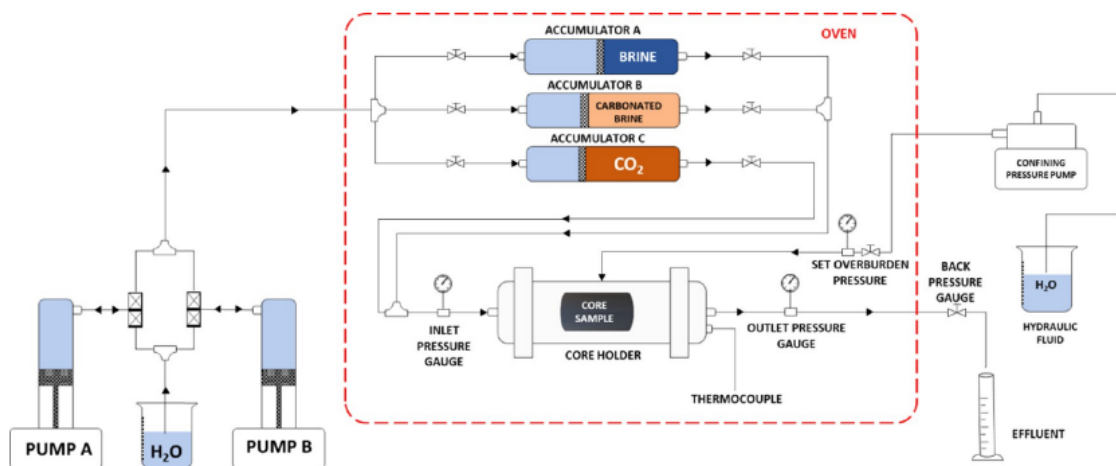 ACCUMULATOR A
OVEN
BRINE
ACCUMULATOR B
CARBONATED
BRINE
ACCUMULATOR C
CO₂
CONFINING
PRESSURE PUMP
SET OVERBURDEN
PRESSURE
BACK
PRESSURE
GAUGE
H₂O
HYDRAULIC
FLUID
CORE
SAMPLE
INLET
PRESSURE
GAUGE
CORE HOLDER
OUTLET PRESSURE
GAUGE
THERMOCOUPLE
EFFLUENT
PUMP A
H₂O
PUMP B